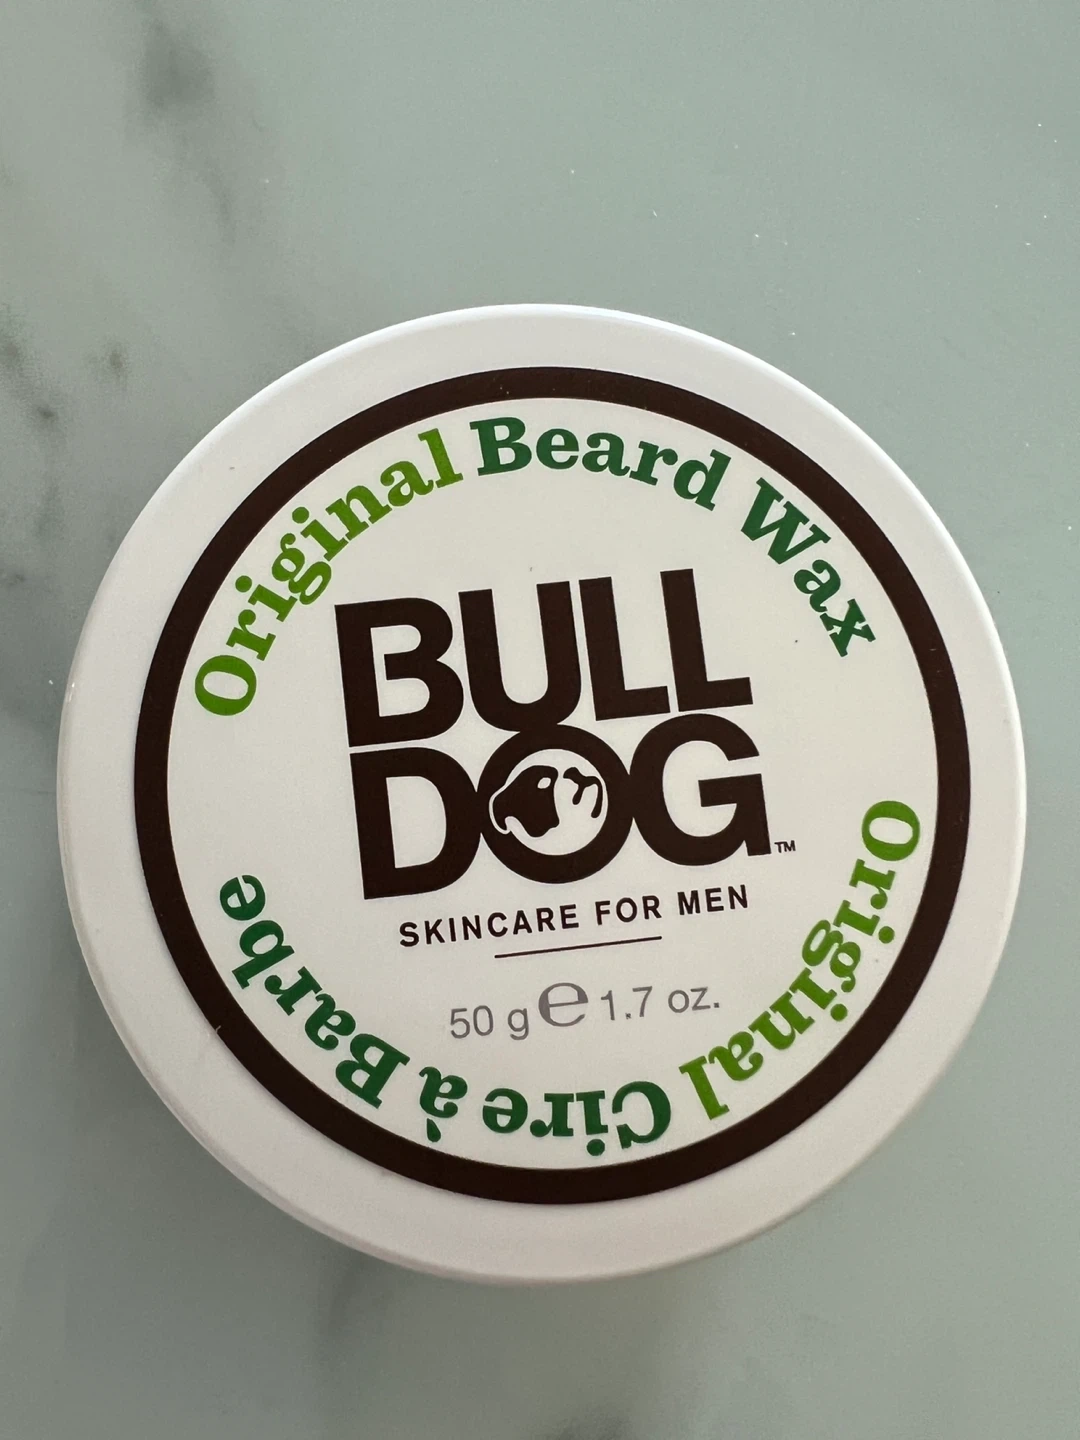 Original Beard Wax
BULL
DOG™
SKINCARE FOR MEN
50 g ℮ 1.7 oz.
Original Cire à Barbe